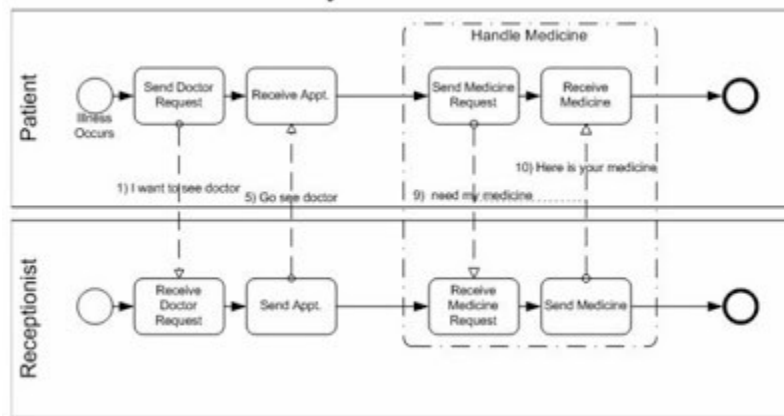 Handle Medicine
Patient
Send Doctor
Request
Receive Appt.
Send Medicine
Request
Receive
Medicine
Illness
Occurs
1) I want to see doctor
5) Go see doctor
9) need my medicine
10) Here is your medicine
Receptionist
Receive
Doctor
Request
Send Appt.
Receive
Medicine
Request
Send Medicine